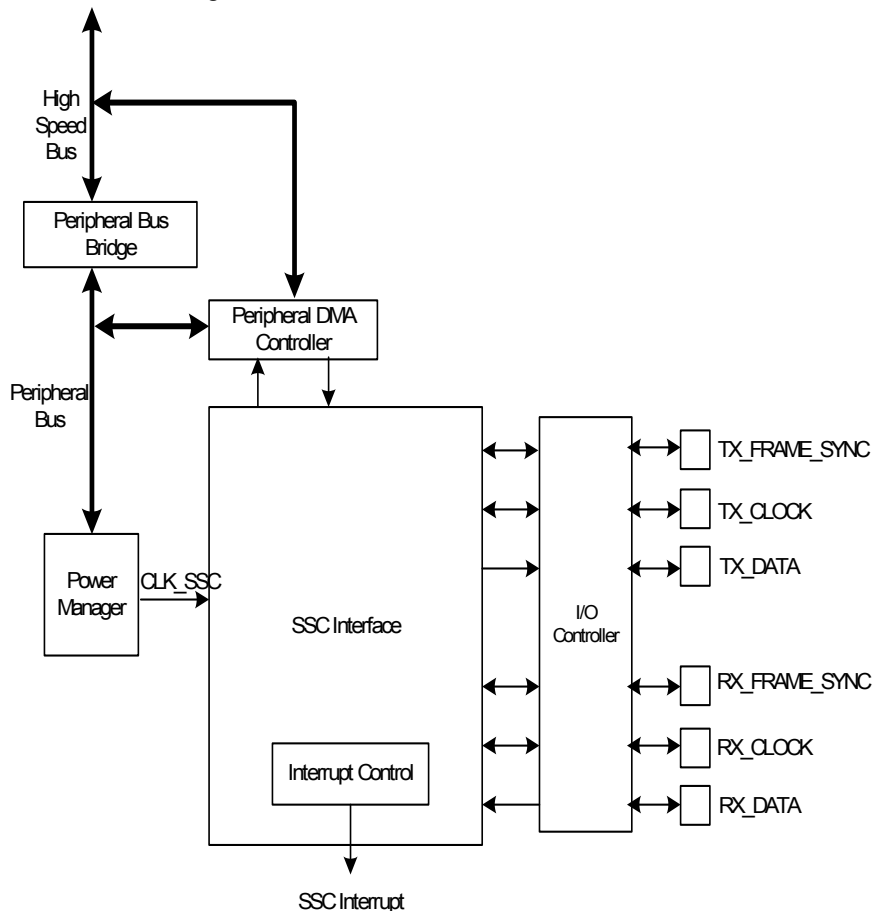 High
Speed
Bus
Peripheral Bus
Bridge
Peripheral DMA
Controller
Peripheral
Bus
TX_FRAME_SYNC
TX_CLOCK
Power
Manager
CLK_SSC
TX_DATA
SSC Interface
I/O
Controller
RX_FRAME_SYNC
RX_CLOCK
Interrupt Control
RX_DATA
SSC Interrupt